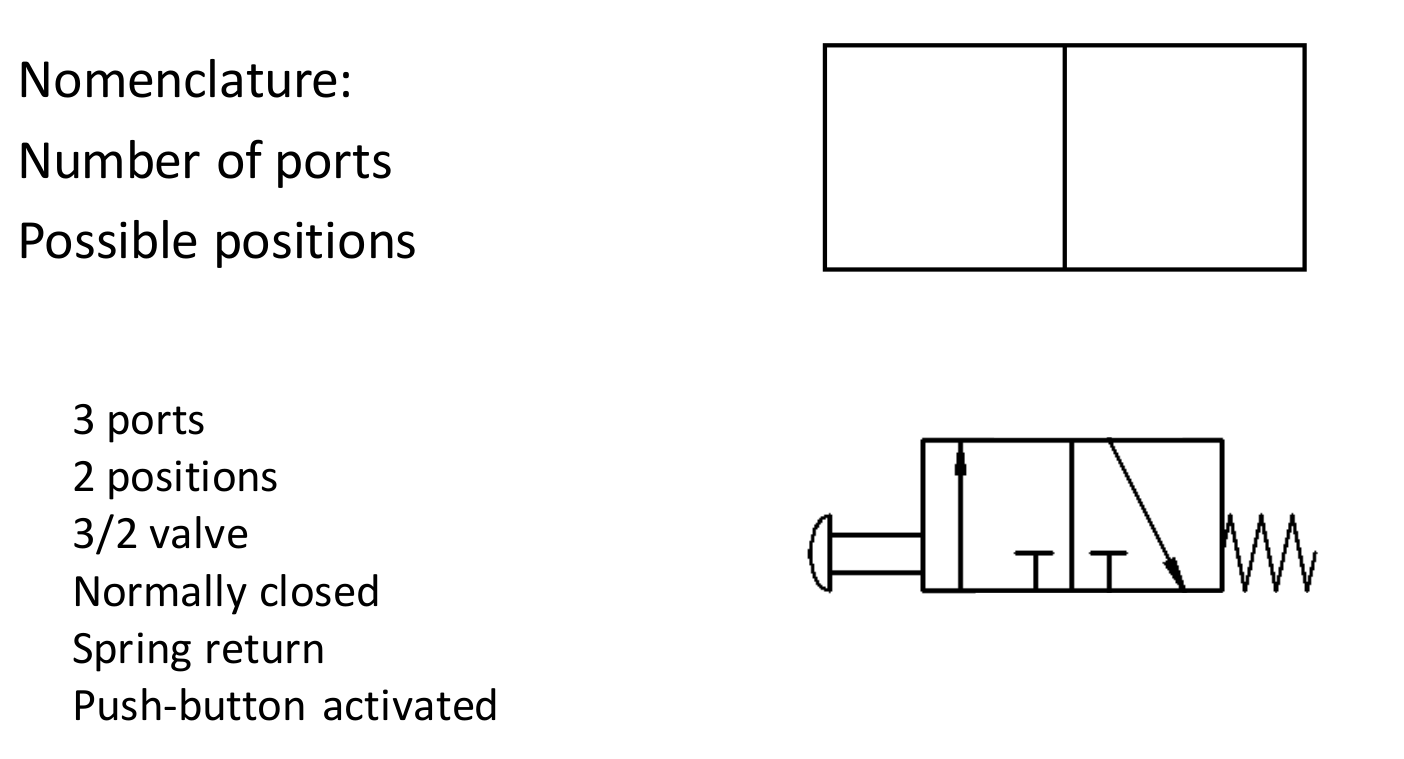 Nomenclature:
Number of ports
Possible positions
3 ports
2 positions
3/2 valve
Normally closed
Spring return
Push-button activated